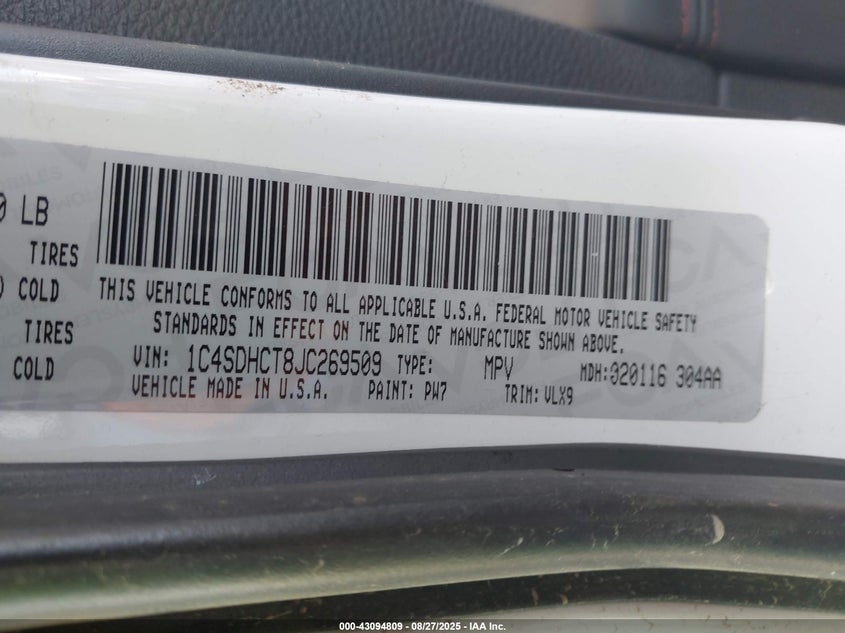 0 LB
TIRES
COLD
TIRES
COLD
THIS VEHICLE CONFORMS TO ALL APPLICABLE U.S.A. FEDERAL MOTOR VEHICLE SAFETY
STANDARDS IN EFFECT ON THE DATE OF MANUFACTURE SHOWN ABOVE.
VIN: 1C4SDHCT8JC269509 TYPE: MPV MDH:020116 304AA
VEHICLE MADE IN U.S.A. PAINT: PW7 TRIM: VLX9
000-43094809 - 08/27/2025 - IAA Inc.